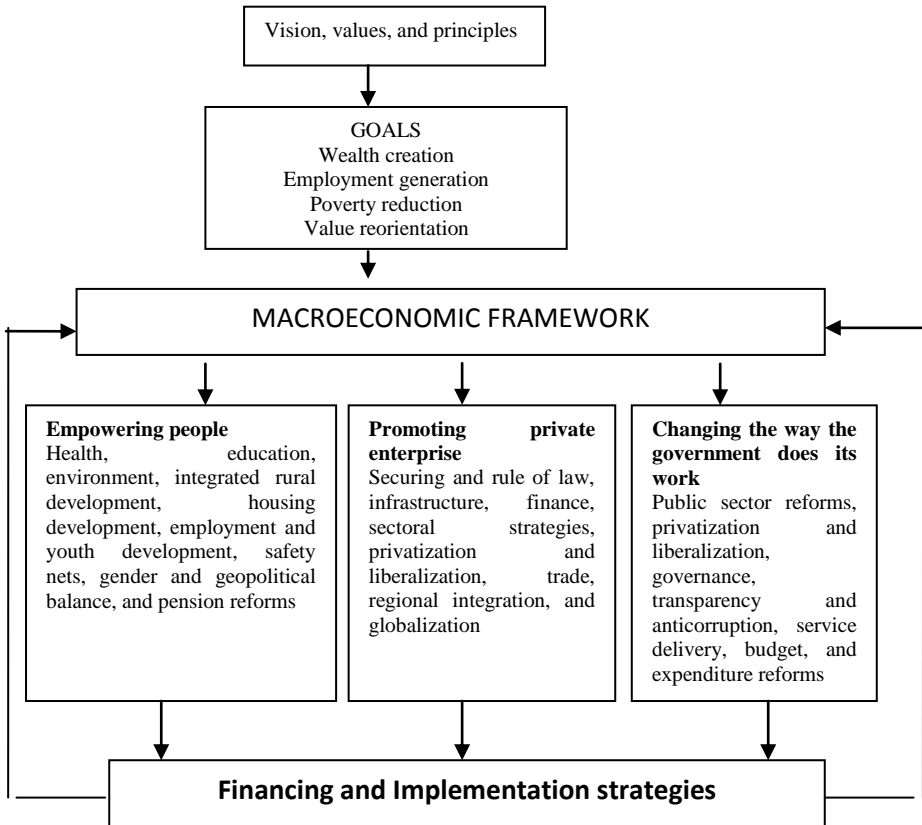 Vision, values, and principles
GOALS
Wealth creation
Employment generation
Poverty reduction
Value reorientation
MACROECONOMIC FRAMEWORK
Empowering people
Health, education,
environment, integrated rural
development, housing
development, employment and
youth development, safety
nets, gender and geopolitical
balance, and pension reforms
Promoting private
enterprise
Securing and rule of law,
infrastructure, finance,
sectoral strategies,
privatization and
liberalization, trade,
regional integration, and
globalization
Changing the way the
government does its
work
Public sector reforms,
privatization and
liberalization,
governance,
transparency and
anticorruption, service
delivery, budget, and
expenditure reforms
Financing and Implementation strategies